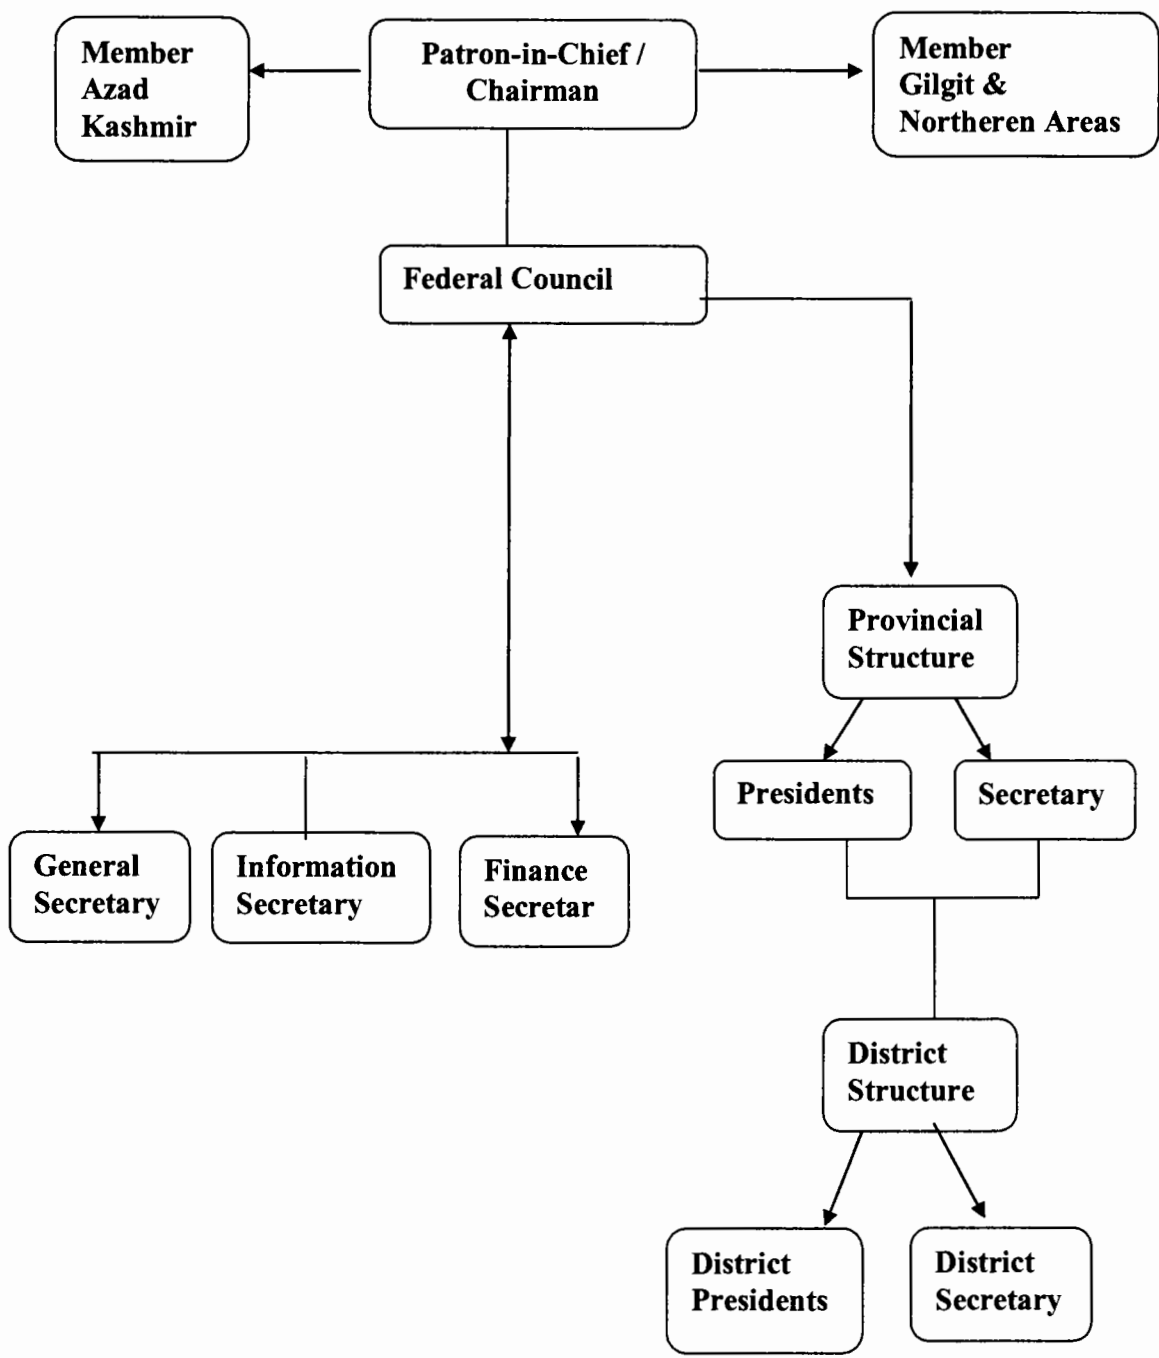 Member
Azad
Kashmir
Patron-in-Chief /
Chairman
Member
Gilgit &
Northeren Areas
Federal Council
Provincial
Structure
Presidents
Secretary
General
Secretary
Information
Secretary
Finance
Secretar
District
Structure
District
Presidents
District
Secretary